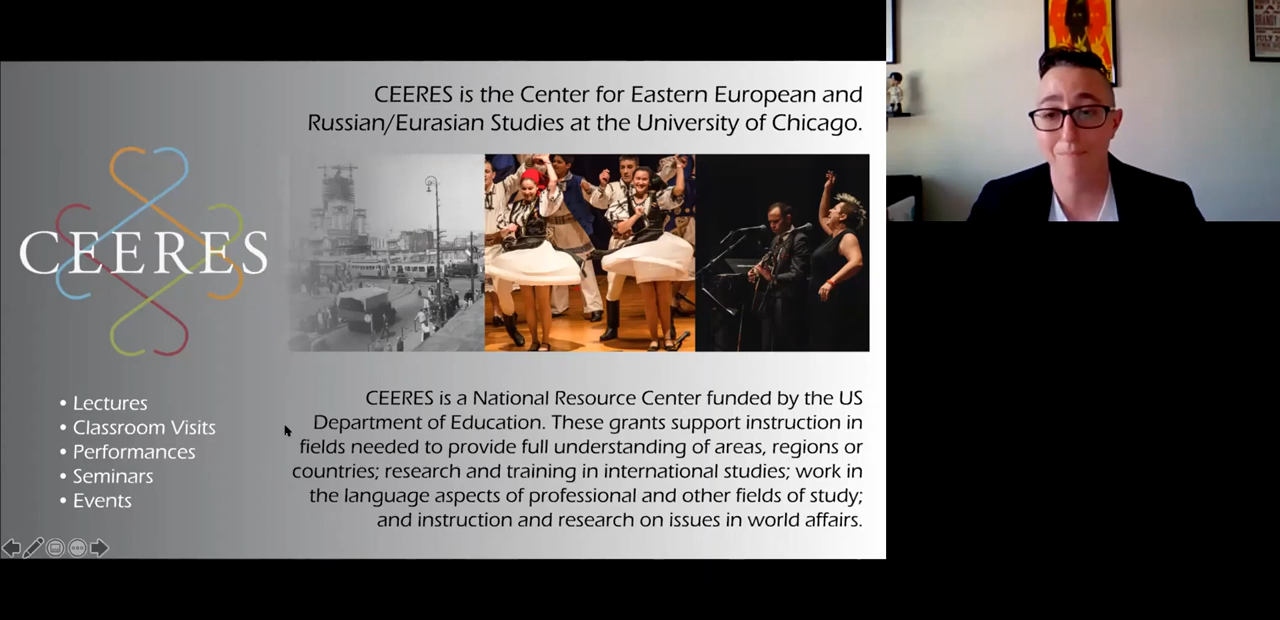 CEERES is the Center for Eastern European and
Russian/Eurasian Studies at the University of Chicago.
CEERES
• Lectures
• Classroom Visits
• Performances
• Seminars
• Events
CEERES is a National Resource Center funded by the US
Department of Education. These grants support instruction in
fields needed to provide full understanding of areas, regions or
countries; research and training in international studies; work in
the language aspects of professional and other fields of study;
and instruction and research on issues in world affairs.